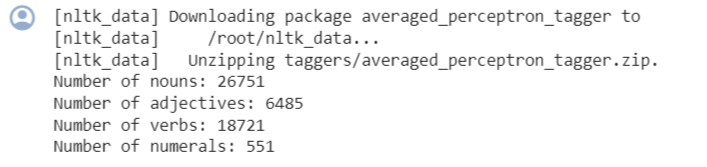 [nltk_data] Downloading package averaged_perceptron_tagger to
[nltk_data]     /root/nltk_data...
[nltk_data]   Unzipping taggers/averaged_perceptron_tagger.zip.
Number of nouns: 26751
Number of adjectives: 6485
Number of verbs: 18721
Number of numerals: 551